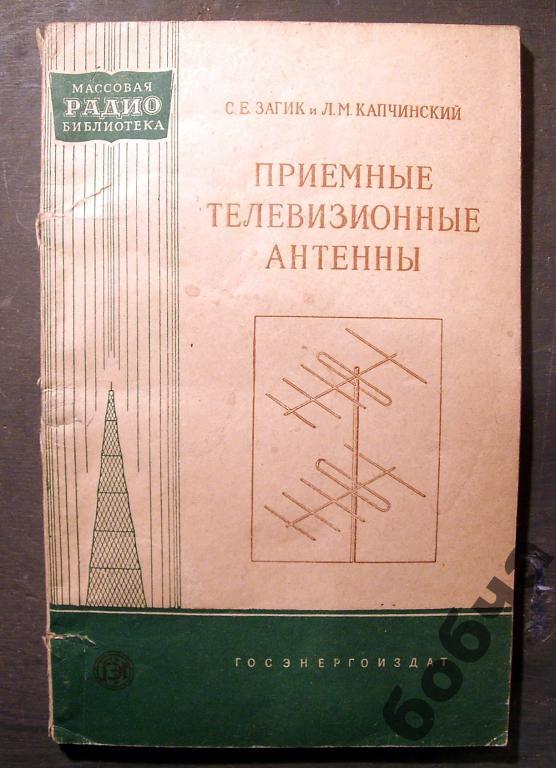 МАССОВАЯ
РАДИО
БИБЛИОТЕКА
С. Е. ЗАГИК и Л. М. КАПЧИНСКИЙ
ПРИЕМНЫЕ
ТЕЛЕВИЗИОННЫЕ
АНТЕННЫ
ГОСЭНЕРГОИЗДАТ